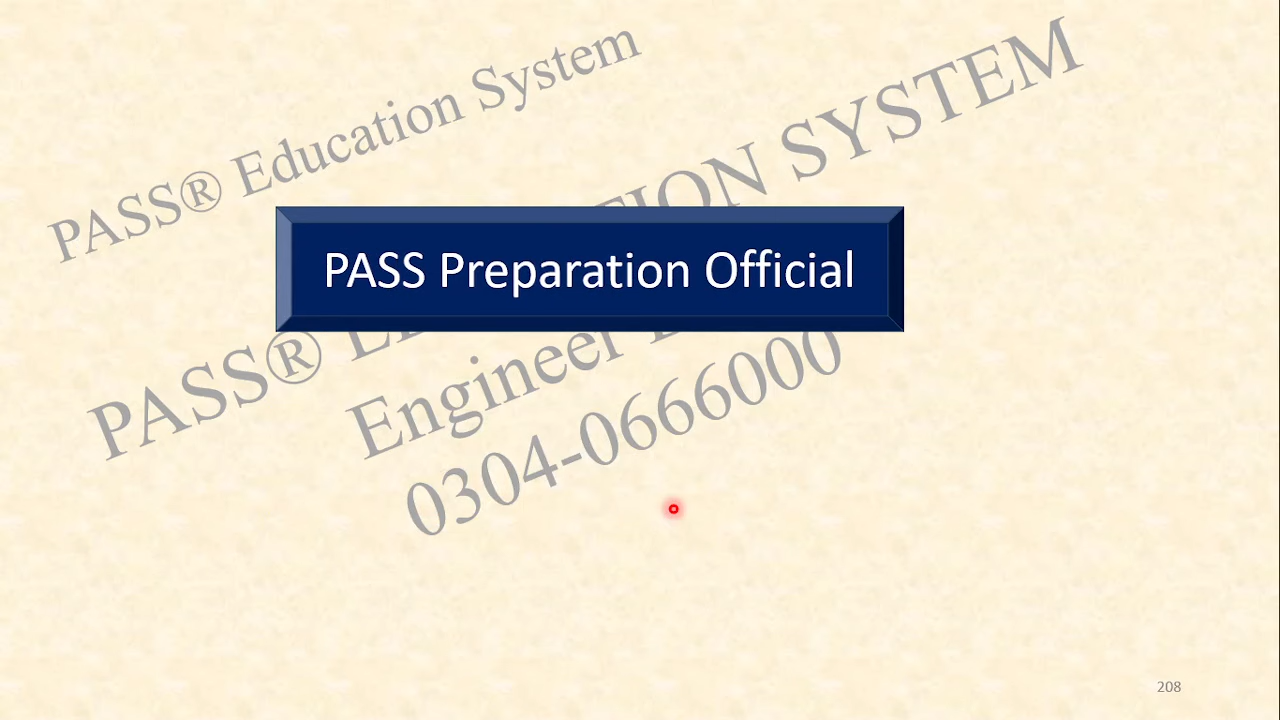 PASS® Education System
PASS® SYSTEM
PASS Preparation Official
Engineer
0304-0666000
208